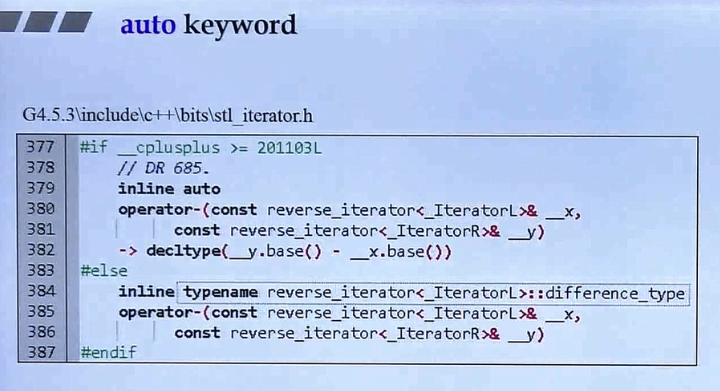 auto keyword
G4.5.3\include\c++\bits\stl_iterator.h
377 #if __cplusplus >= 201103L
378 // DR 685.
379 inline auto
380 operator-(const reverse_iterator<_IteratorL>& __x,
381 const reverse_iterator<_IteratorR>& __y)
382 -> decltype(__y.base() - __x.base())
383 #else
384 inline typename reverse_iterator<_IteratorL>::difference_type
385 operator-(const reverse_iterator<_IteratorL>& __x,
386 const reverse_iterator<_IteratorR>& __y)
387 #endif